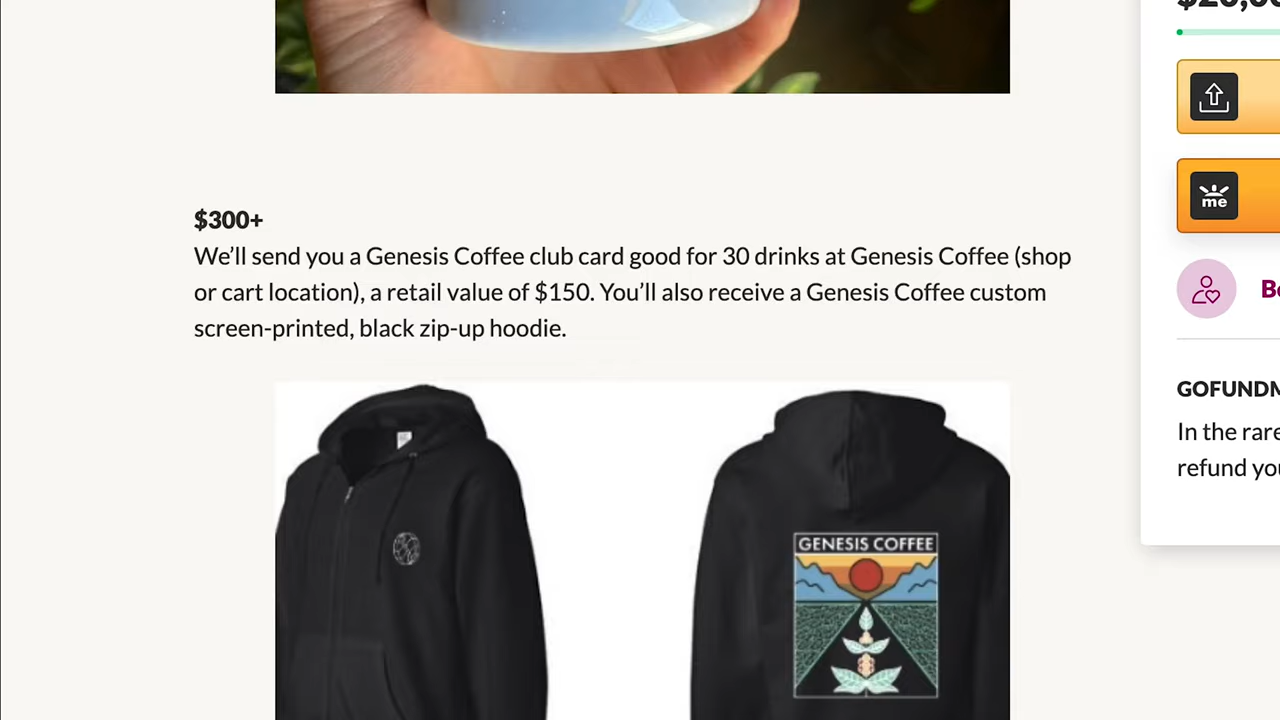 $300+
We’ll send you a Genesis Coffee club card good for 30 drinks at Genesis Coffee (shop
or cart location), a retail value of $150. You’ll also receive a Genesis Coffee custom
screen-printed, black zip-up hoodie.
GENESIS COFFEE
me
GOFUNDM
In the rare
refund